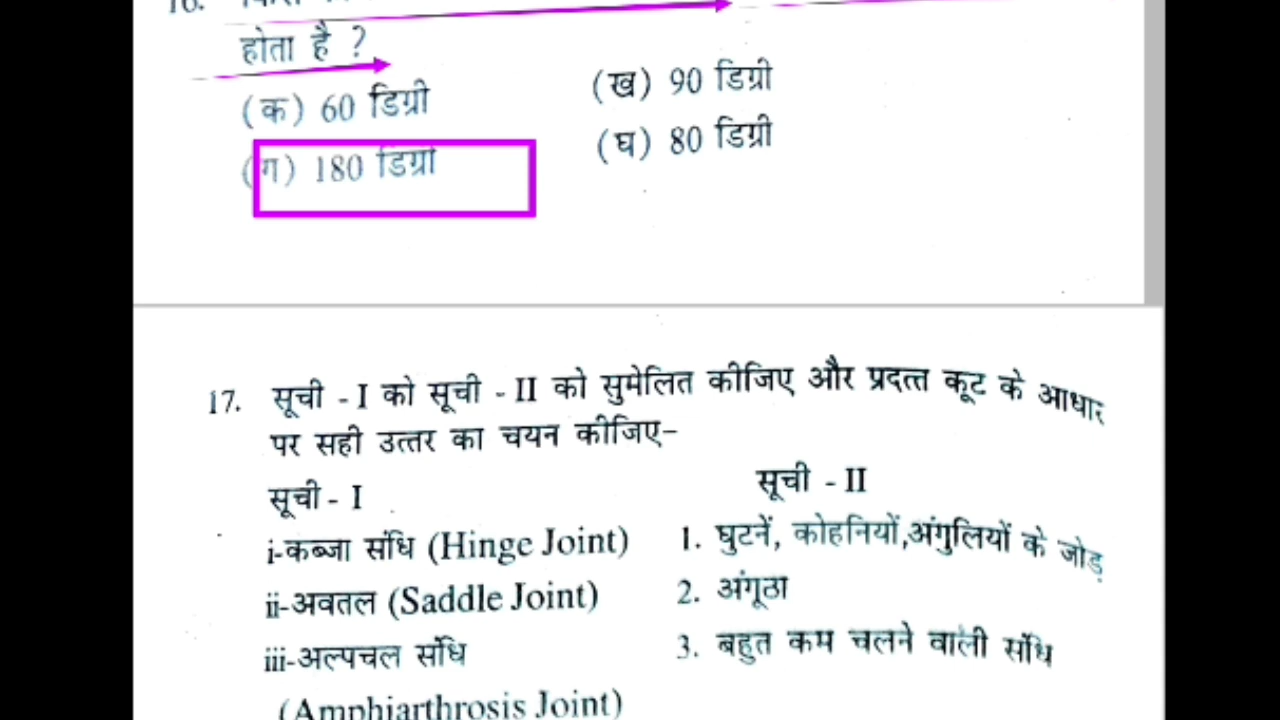 16.
होता है ?
(क) 60 डिग्री
(ख) 90 डिग्री
(ग) 180 डिग्री
(घ) 80 डिग्री
17. सूची - I को सूची - II को सुमेलित कीजिए और प्रदत्त कूट के आधार
पर सही उत्तर का चयन कीजिए–
सूची - I
सूची - II
i-कब्जा संधि (Hinge Joint)
1. घुटनें, कोहनियों,अंगुलियों के जोड़
ii-अवतल (Saddle Joint)
2. अंगूठा
iii-अल्पचल संधि
3. बहुत कम चलने वाली संधि
(Amphiarthrosis Joint)